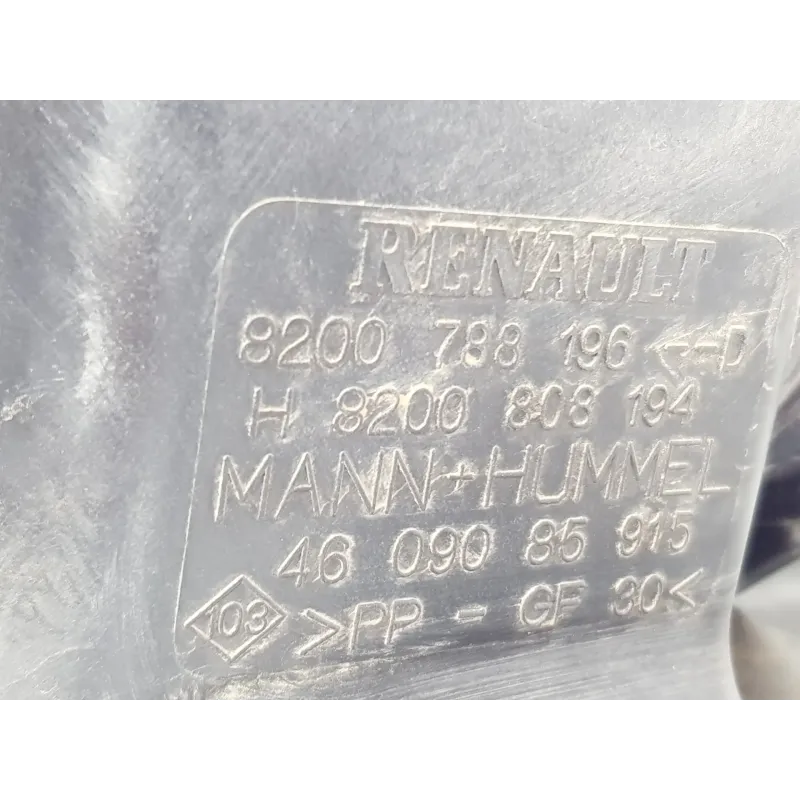 RENAULT
8200 788 196 <--D
H 8200 808 194
MANN+HUMMEL
46 090 85 915
103 >PP - GF 30<